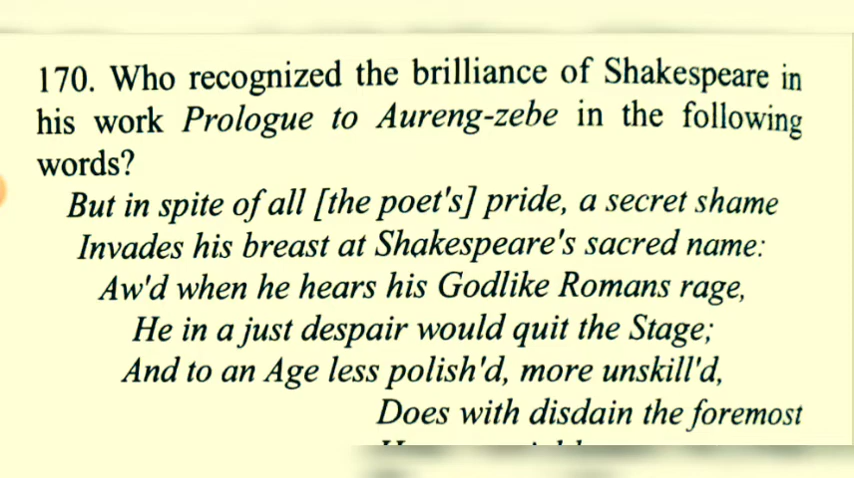 170. Who recognized the brilliance of Shakespeare in
his work Prologue to Aureng-zebe in the following
words?
But in spite of all [the poet's] pride, a secret shame
Invades his breast at Shakespeare's sacred name:
Aw'd when he hears his Godlike Romans rage,
He in a just despair would quit the Stage;
And to an Age less polish'd, more unskill'd,
Does with disdain the foremost